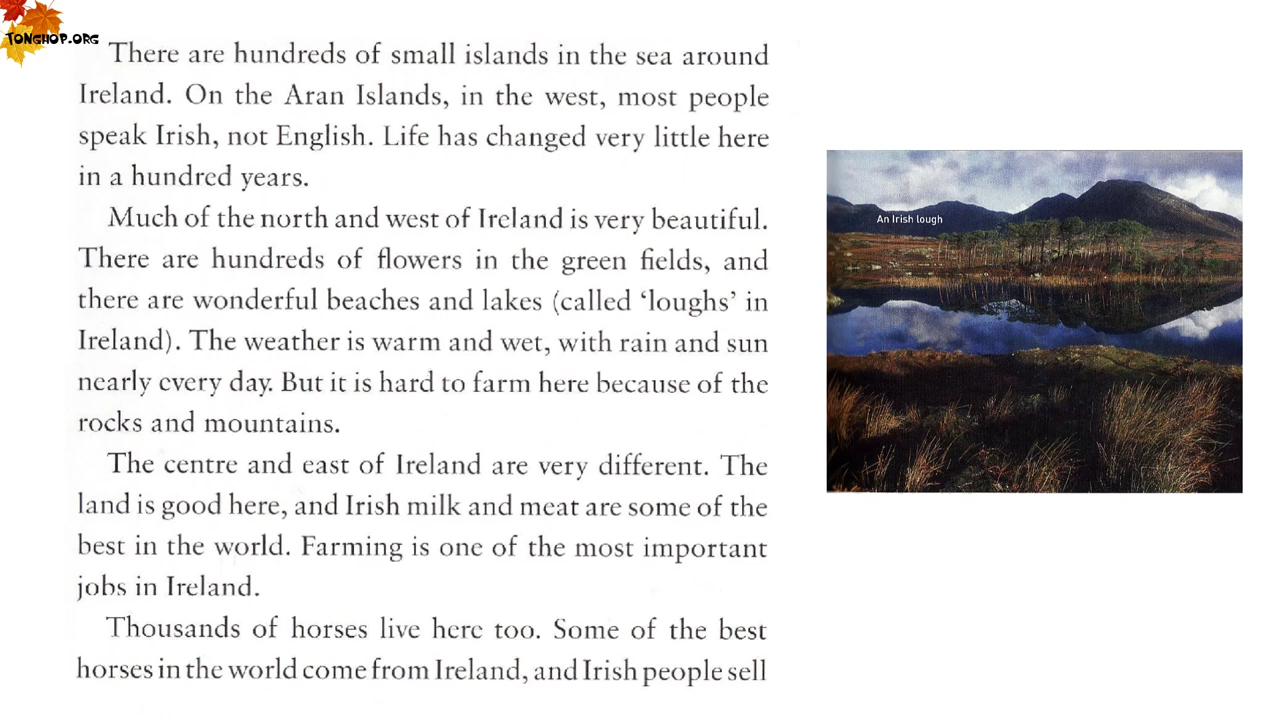 TONGHOP.ORG
There are hundreds of small islands in the sea around
Ireland. On the Aran Islands, in the west, most people
speak Irish, not English. Life has changed very little here
in a hundred years.
Much of the north and west of Ireland is very beautiful.
There are hundreds of flowers in the green fields, and
there are wonderful beaches and lakes (called ‘loughs’ in
Ireland). The weather is warm and wet, with rain and sun
nearly every day. But it is hard to farm here because of the
rocks and mountains.
The centre and east of Ireland are very different. The
land is good here, and Irish milk and meat are some of the
best in the world. Farming is one of the most important
jobs in Ireland.
Thousands of horses live here too. Some of the best
horses in the world come from Ireland, and Irish people sell
An Irish lough